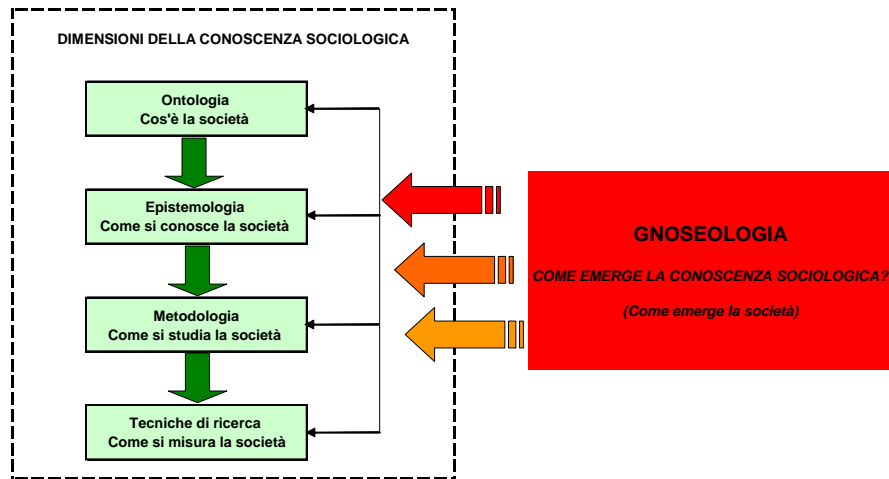 DIMENSIONI DELLA CONOSCENZA SOCIOLOGICA
Ontologia
Cos'è la società
Epistemologia
Come si conosce la società
Metodologia
Come si studia la società
Tecniche di ricerca
Come si misura la società
GNOSEOLOGIA
COME EMERGE LA CONOSCENZA SOCIOLOGICA?
(Come emerge la società)